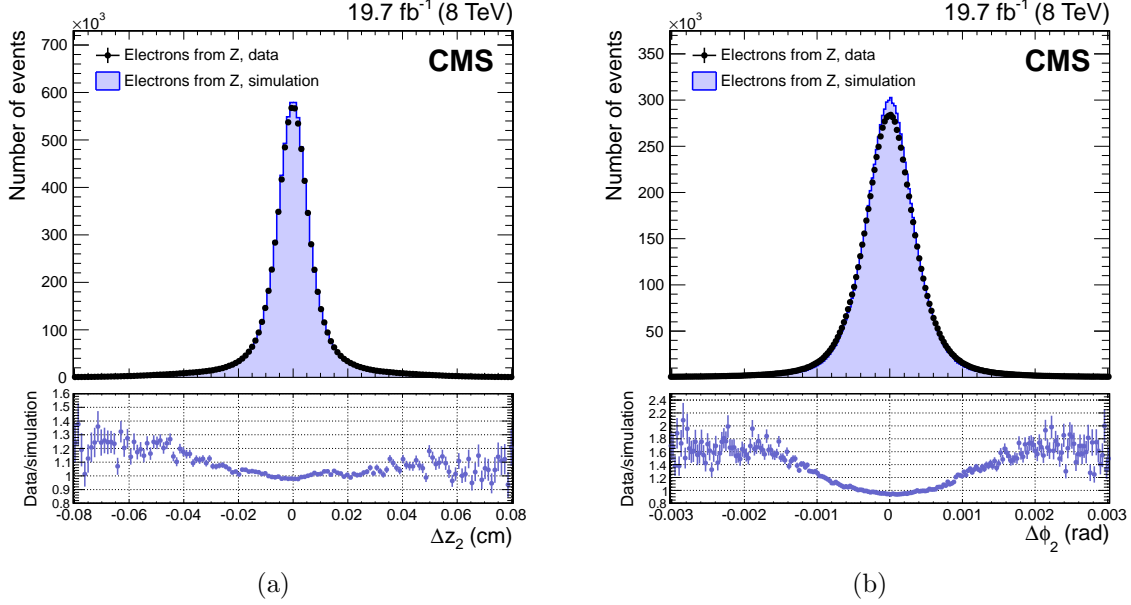 19.7 fb⁻¹ (8 TeV)
×10³
CMS
Electrons from Z, data
Electrons from Z, simulation
Number of events
700
600
500
400
300
200
100
0
Data/simulation
1.6
1.5
1.4
1.3
1.2
1.1
1
0.9
0.8
-0.08 -0.06 -0.04 -0.02 0 0.02 0.04 0.06 0.08
Δz₂ (cm)
(a)
19.7 fb⁻¹ (8 TeV)
×10³
CMS
Electrons from Z, data
Electrons from Z, simulation
Number of events
350
300
250
200
150
100
50
Data/simulation
2.4
2.2
2
1.8
1.6
1.4
1.2
1
0.8
-0.003 -0.002 -0.001 0 0.001 0.002 0.003
Δϕ₂ (rad)
(b)